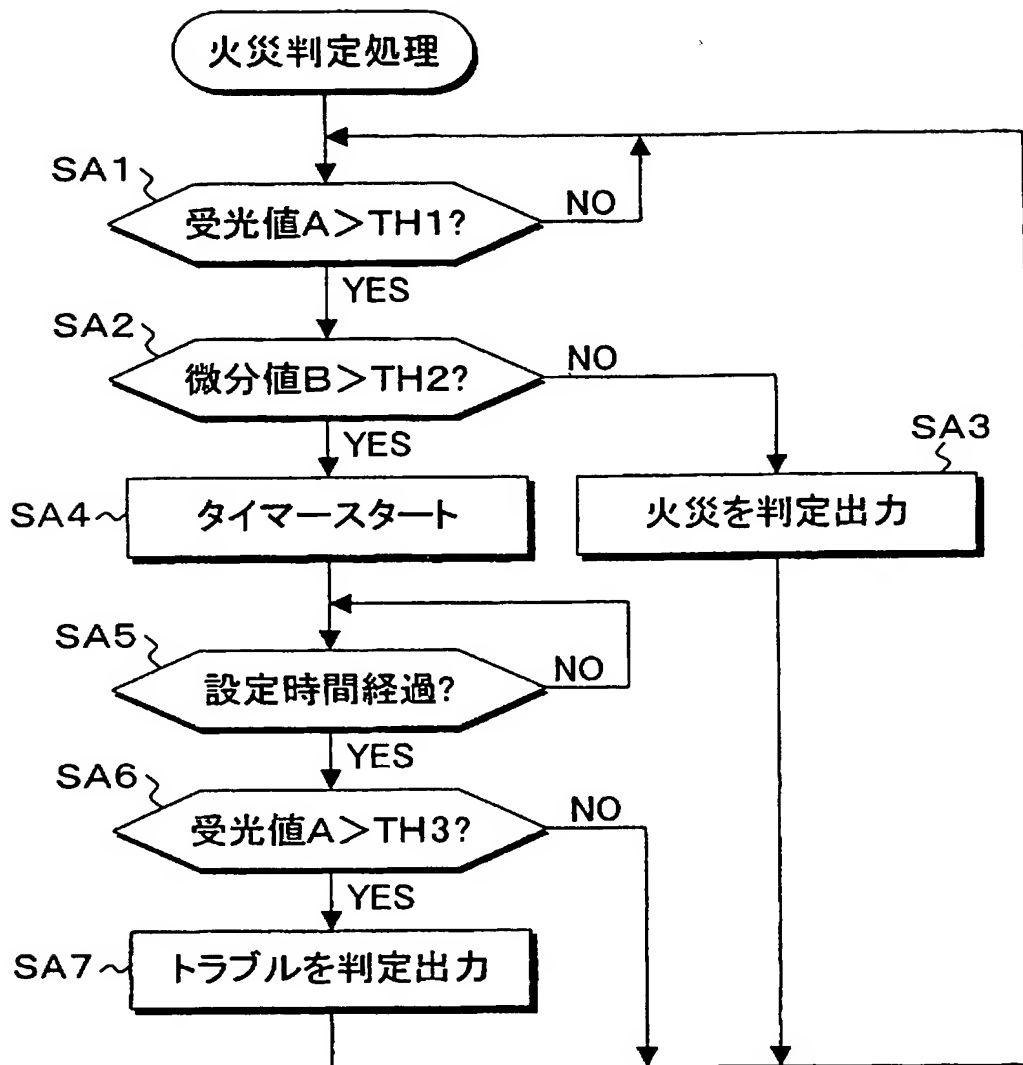 火災判定処理
SA1
受光値A>TH1?
NO
YES
SA2
微分値B>TH2?
NO
YES
SA3
火災を判定出力
SA4
タイマースタート
SA5
設定時間経過?
NO
YES
SA6
受光値A>TH3?
NO
YES
SA7
トラブルを判定出力